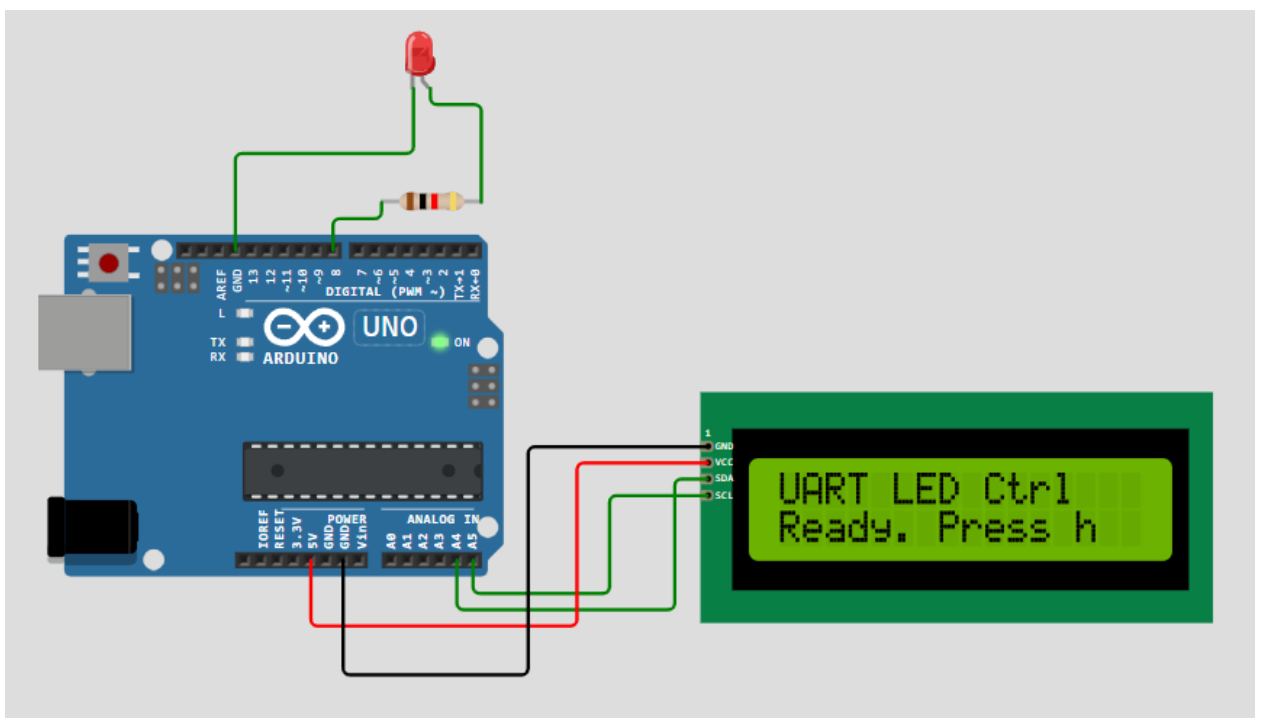 AREF
GND
13
12
~11
~10
~9
8
7
~6
~5
4
~3
2
TX→1
RX←0
DIGITAL (PWM ~)
L
TX
RX
UNO
ON
ARDUINO
1
GND
VCC
SDA
SCL
UART LED Ctrl
Ready. Press h
IOREF
RESET
3.3V
5V
GND
GND
Vin
POWER
ANALOG IN
A0
A1
A2
A3
A4
A5